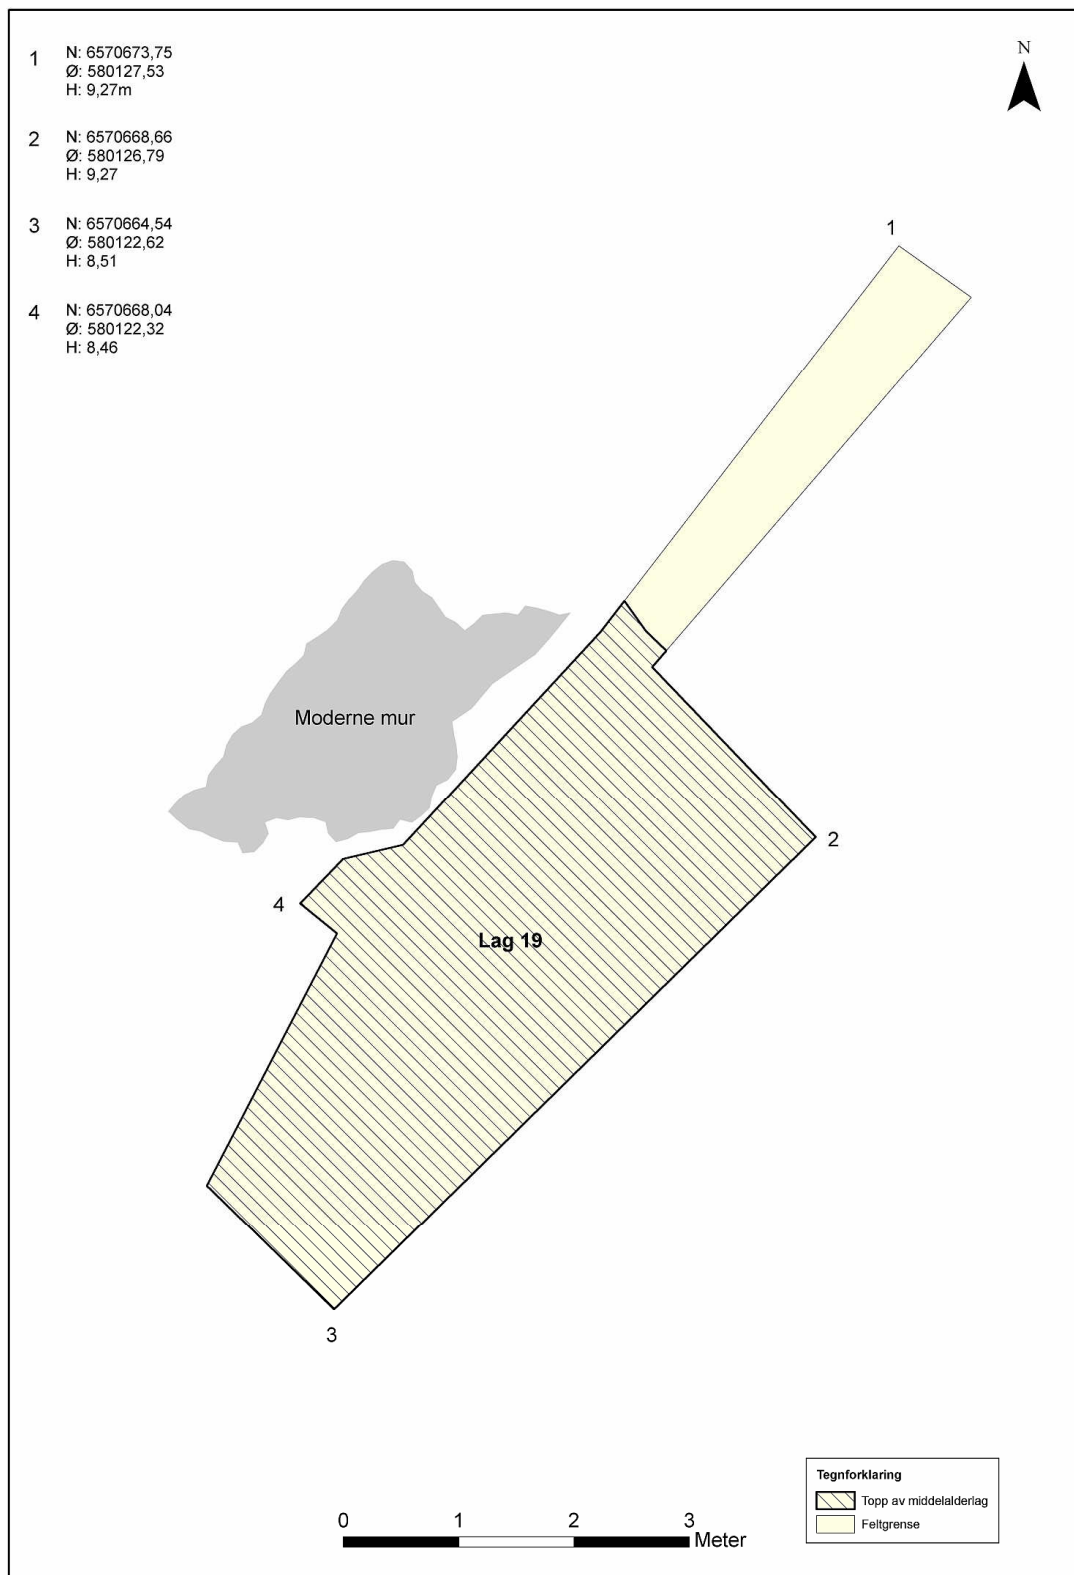 1 N: 6570673,75
Ø: 580127,53
H: 9,27m
2 N: 6570668,66
Ø: 580126,79
H: 9,27
3 N: 6570664,54
Ø: 580122,62
H: 8,51
4 N: 6570668,04
Ø: 580122,32
H: 8,46
N
1
Moderne mur
2
4
Lag 19
3
Tegnforklaring
Topp av middelalderlag
Feltgrense
0 1 2 3
Meter